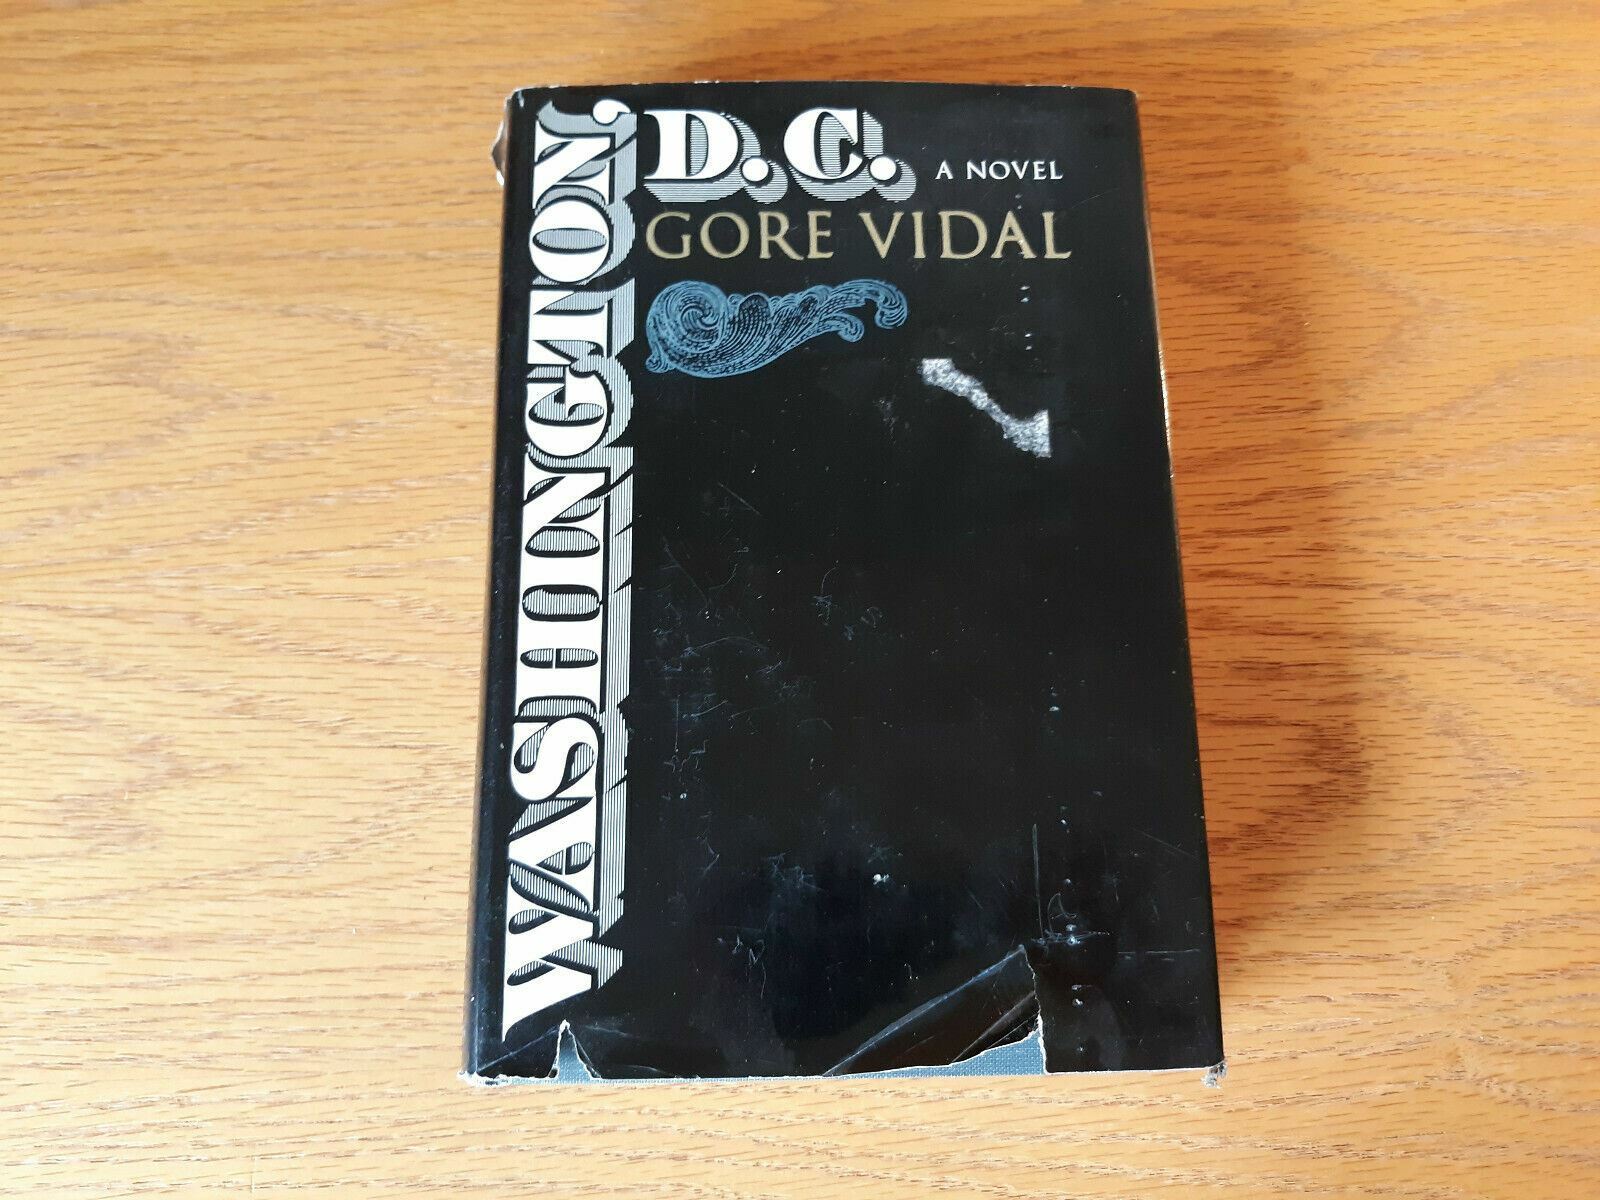 WASHINGTON,
D.C.
A NOVEL
GORE VIDAL